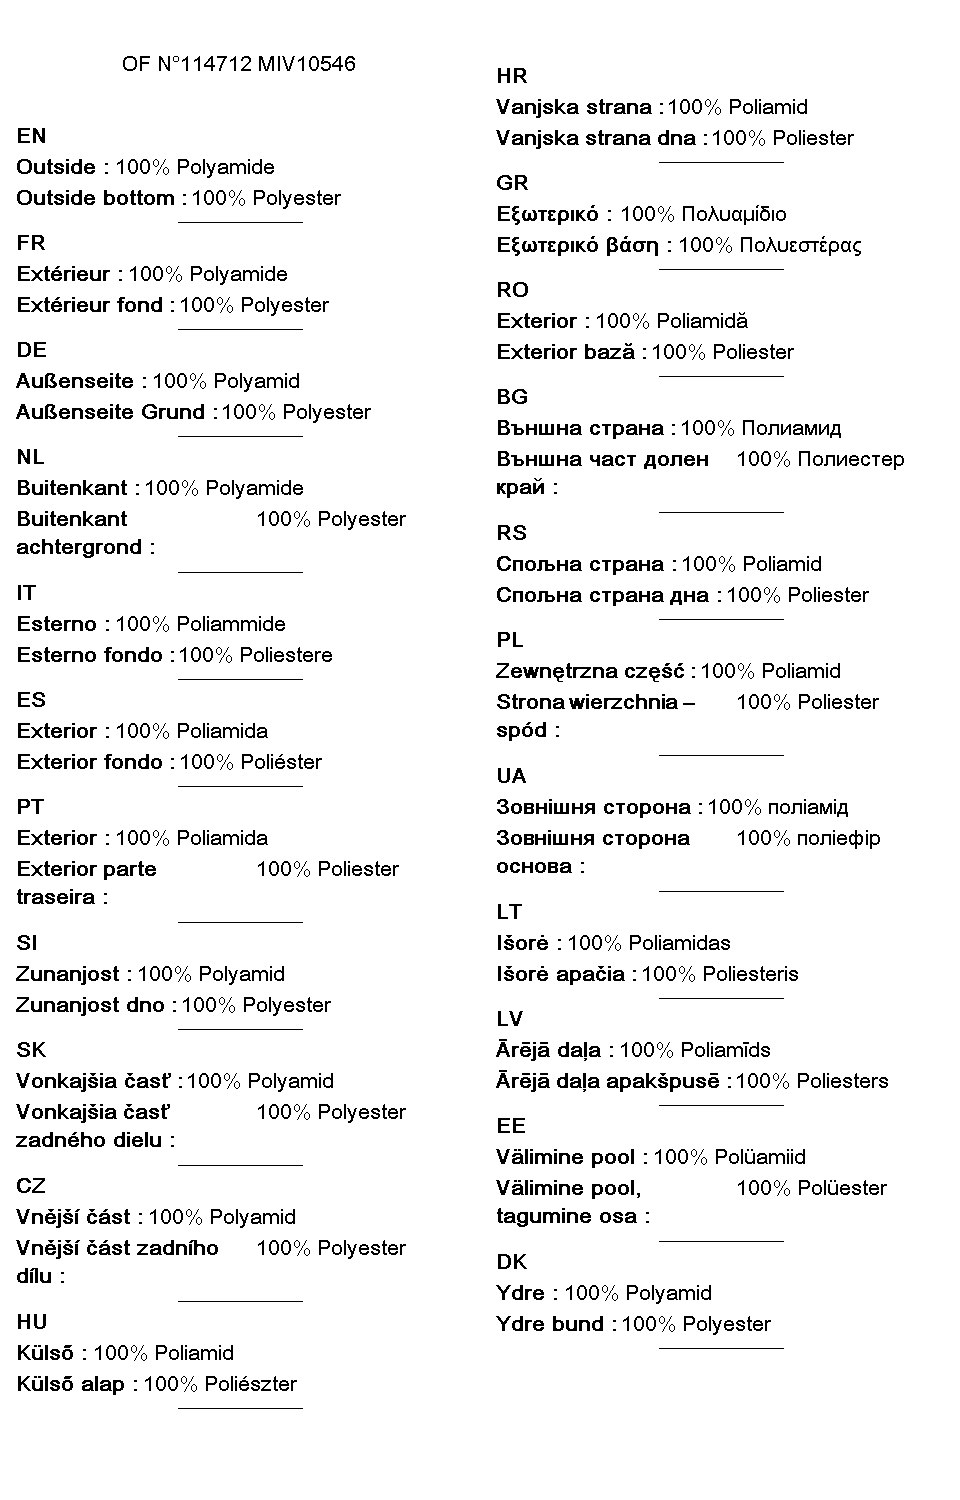 OF N°114712 MIV10546
EN
Outside : 100% Polyamide
Outside bottom : 100% Polyester
FR
Extérieur : 100% Polyamide
Extérieur fond : 100% Polyester
DE
Außenseite : 100% Polyamid
Außenseite Grund : 100% Polyester
NL
Buitenkant : 100% Polyamide
Buitenkant 100% Polyester
achtergrond :
IT
Esterno : 100% Poliammide
Esterno fondo : 100% Poliestere
ES
Exterior : 100% Poliamida
Exterior fondo : 100% Poliéster
PT
Exterior : 100% Poliamida
Exterior parte 100% Poliester
traseira :
SI
Zunanjost : 100% Polyamid
Zunanjost dno : 100% Polyester
SK
Vonkajšia časť : 100% Polyamid
Vonkajšia časť 100% Polyester
zadného dielu :
CZ
Vnější část : 100% Polyamid
Vnější část zadního 100% Polyester
dílu :
HU
Külső : 100% Poliamid
Külső alap : 100% Poliészter
HR
Vanjska strana : 100% Poliamid
Vanjska strana dna : 100% Poliester
GR
Εξωτερικό : 100% Πολυαμίδιο
Εξωτερικό βάση : 100% Πολυεστέρας
RO
Exterior : 100% Poliamidă
Exterior bază : 100% Poliester
BG
Външна страна : 100% Полиамид
Външна част долен 100% Полиестер
край :
RS
Спољна страна : 100% Poliamid
Спољна страна дна : 100% Poliester
PL
Zewnętrzna część : 100% Poliamid
Strona wierzchnia – 100% Poliester
spód :
UA
Зовнішня сторона : 100% поліамід
Зовнішня сторона 100% поліефір
основа :
LT
Išorė : 100% Poliamidas
Išorė apačia : 100% Poliesteris
LV
Ārējā daļa : 100% Poliamīds
Ārējā daļa apakšpusē : 100% Poliesters
EE
Välimine pool : 100% Polüamiid
Välimine pool, 100% Polüester
tagumine osa :
DK
Ydre : 100% Polyamid
Ydre bund : 100% Polyester